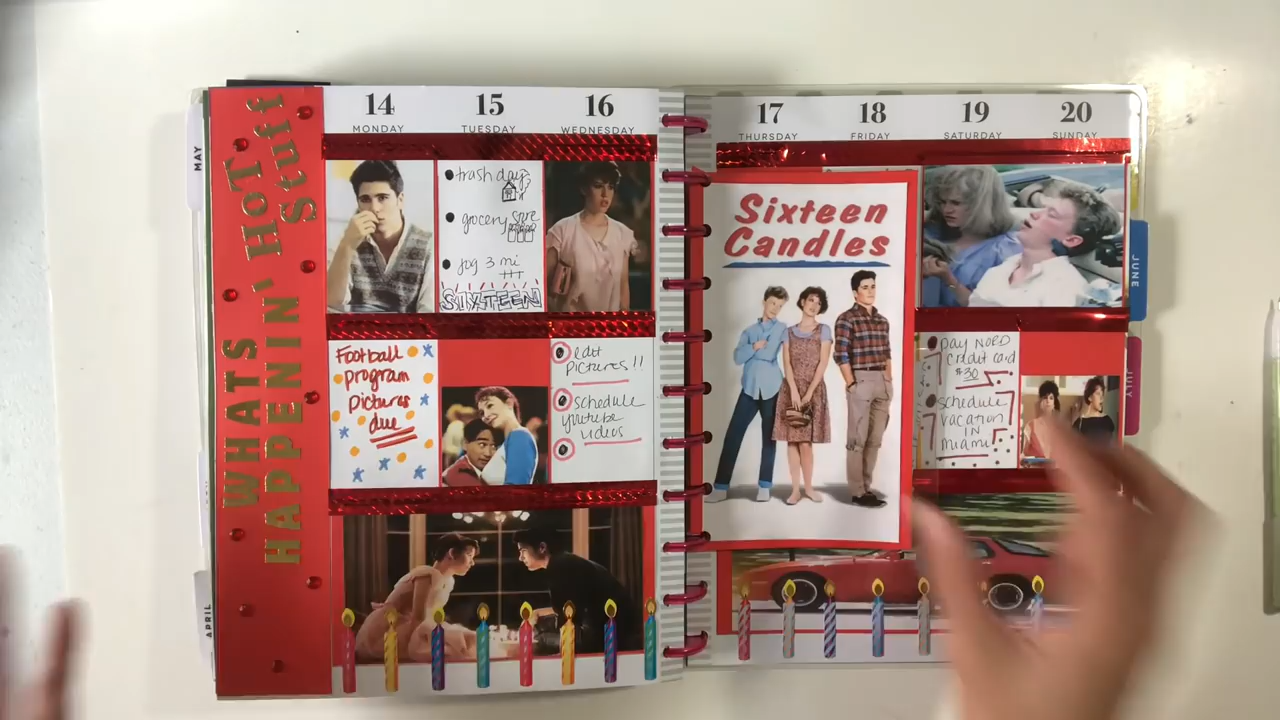 14
MONDAY
15
TUESDAY
16
WEDNESDAY
17
THURSDAY
18
FRIDAY
19
SATURDAY
20
SUNDAY
MAY
APRIL
JUNE
JULY
WHATS
HAPPENIN' HOT
Stuff
trash day
grocery
jog 3 mi
SIXTEEN
Football
program
pictures
due
edit
pictures!!
schedule
youtube
videos
Sixteen
Candles
pay NORD
credit card
$30
schedule
vacation
IN
miami